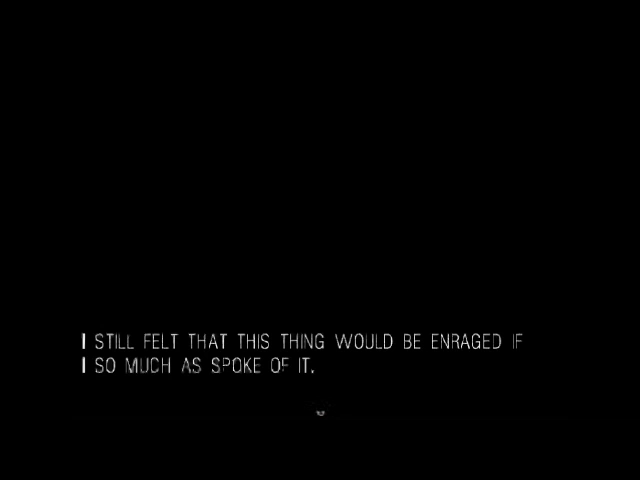 I STILL FELT THAT THIS THING WOULD BE ENRAGED IF
I SO MUCH AS SPOKE OF IT.